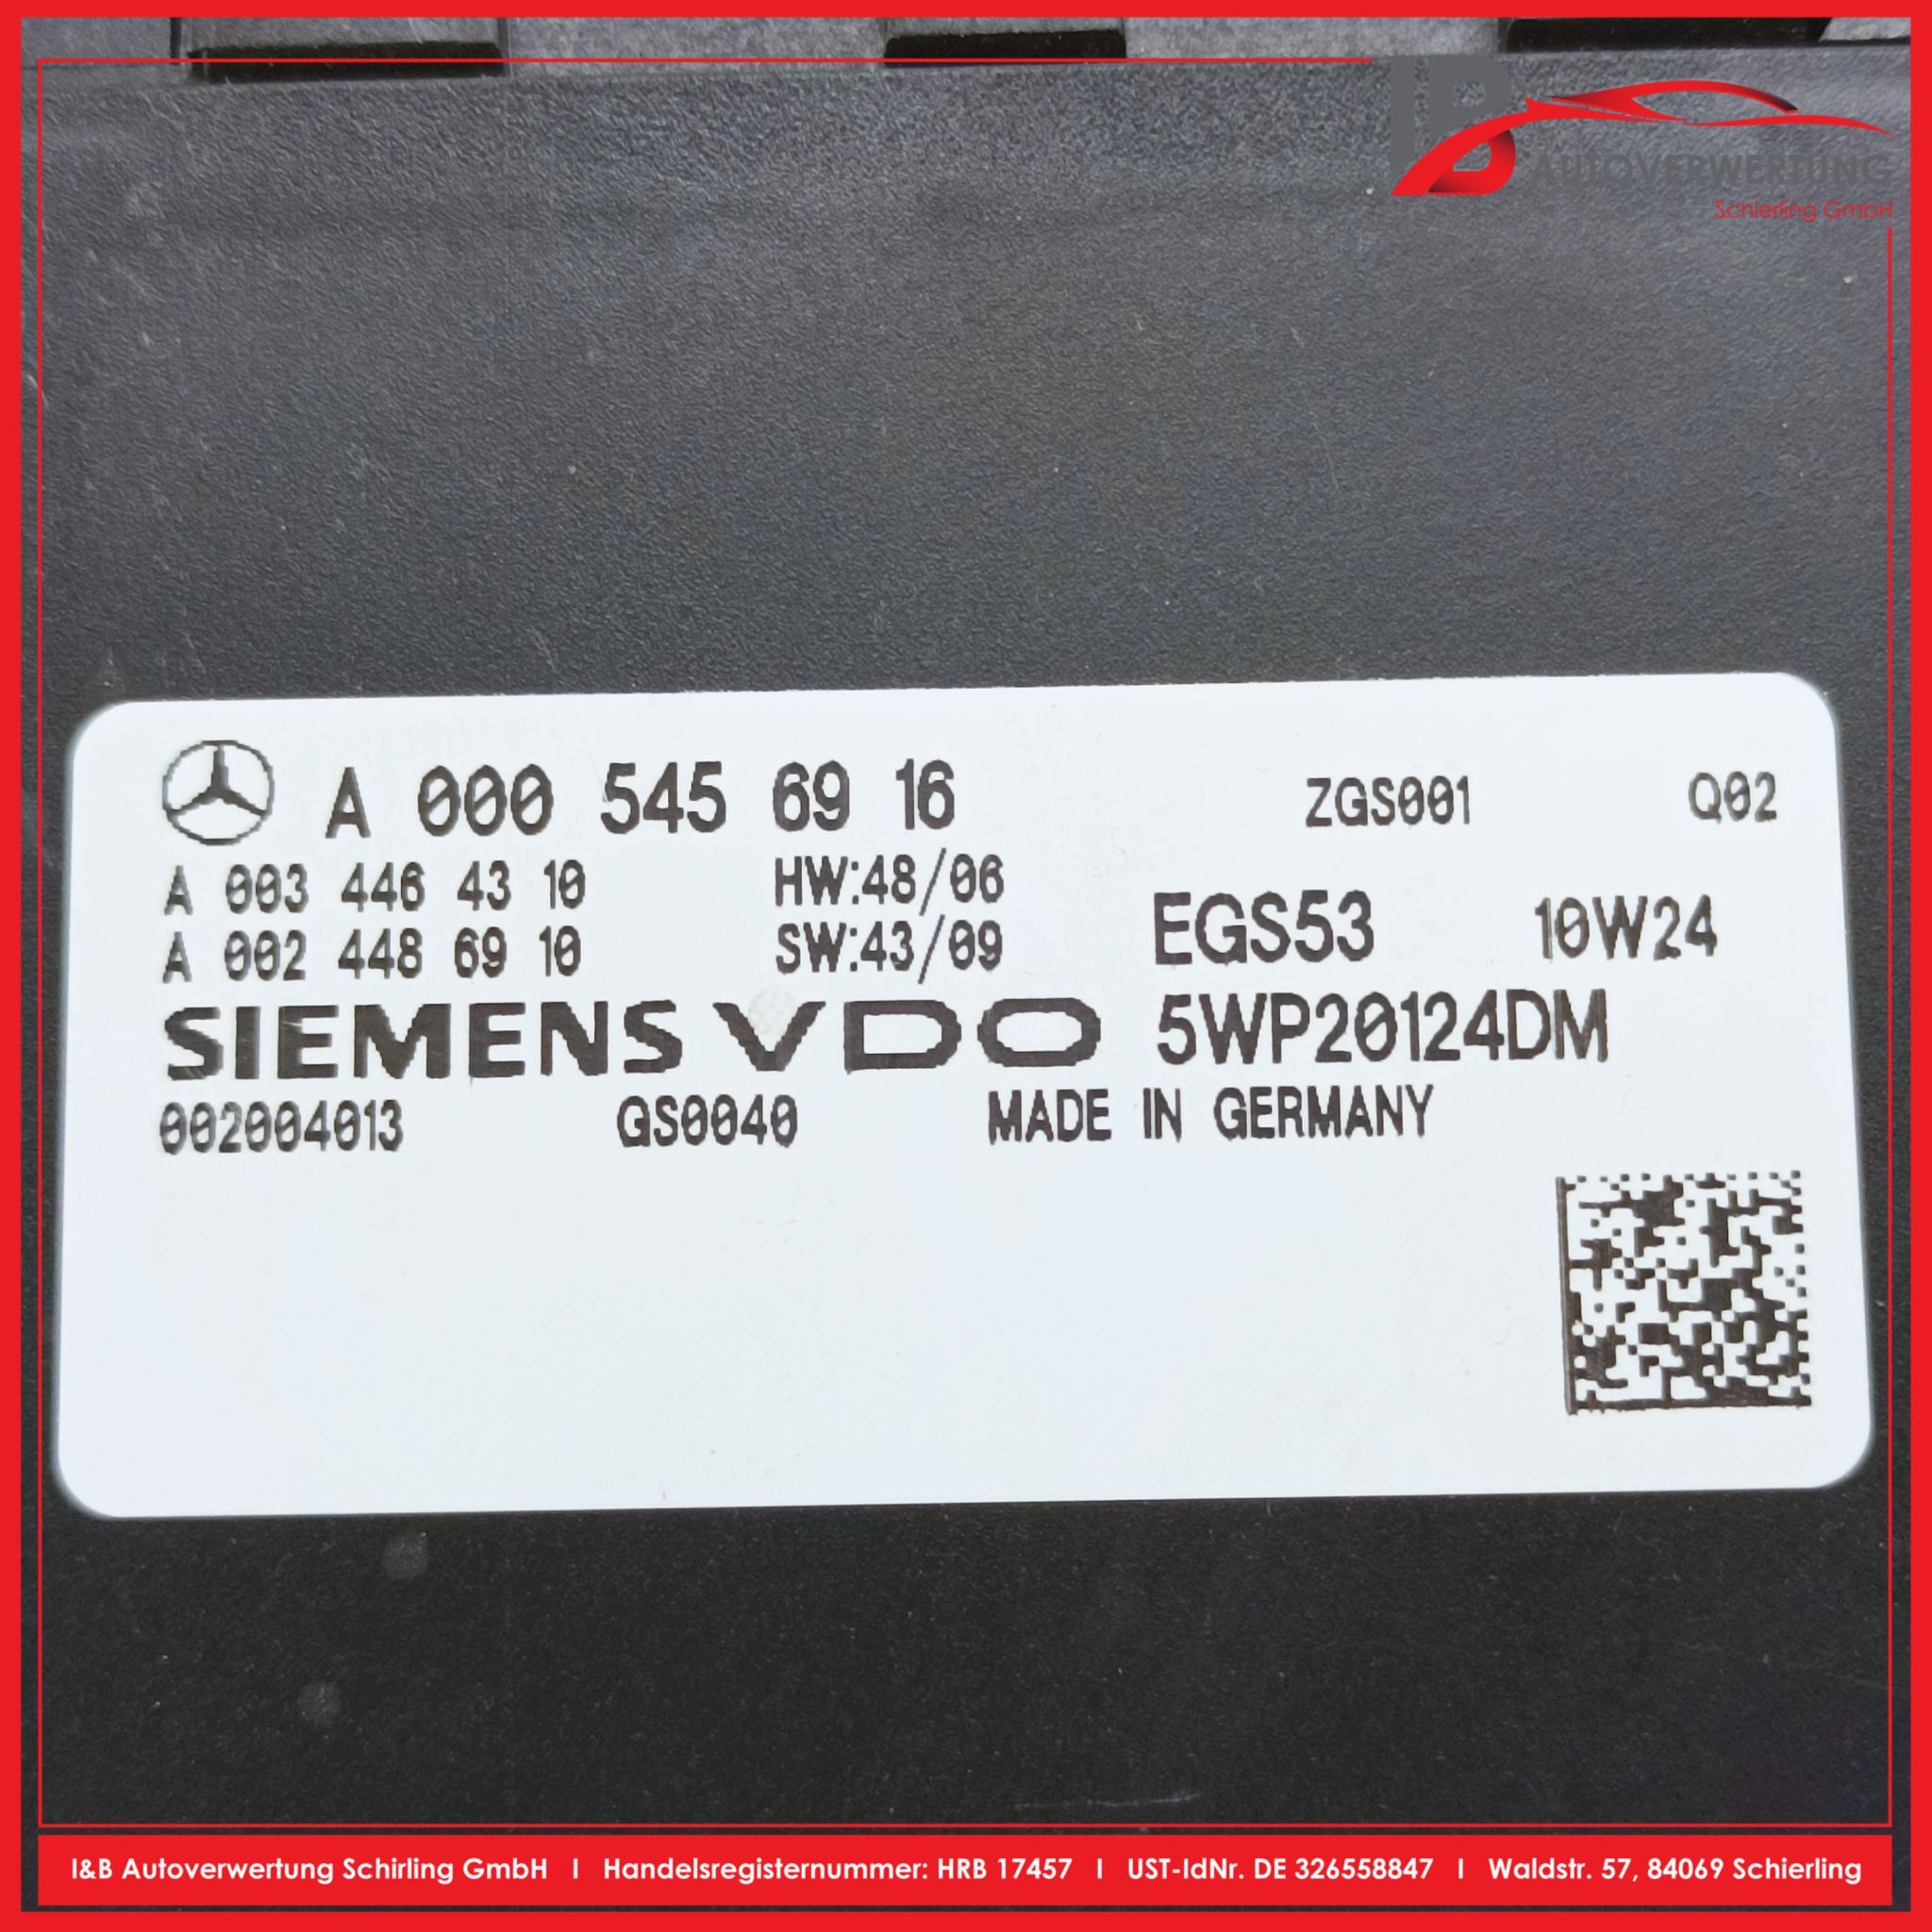 IB
AUTOVERWERTUNG
Schierling GmbH
A 000 545 69 16 ZGS001 Q02
A 003 446 43 10 HW:48/06
A 002 448 69 10 SW:43/09 EGS53 10W24
SIEMENS VDO 5WP20124DM
002004013 GS0040 MADE IN GERMANY
I&B Autoverwertung Schirling GmbH I Handelsregisternummer: HRB 17457 I UST-IdNr. DE 326558847 I Waldstr. 57, 84069 Schierling